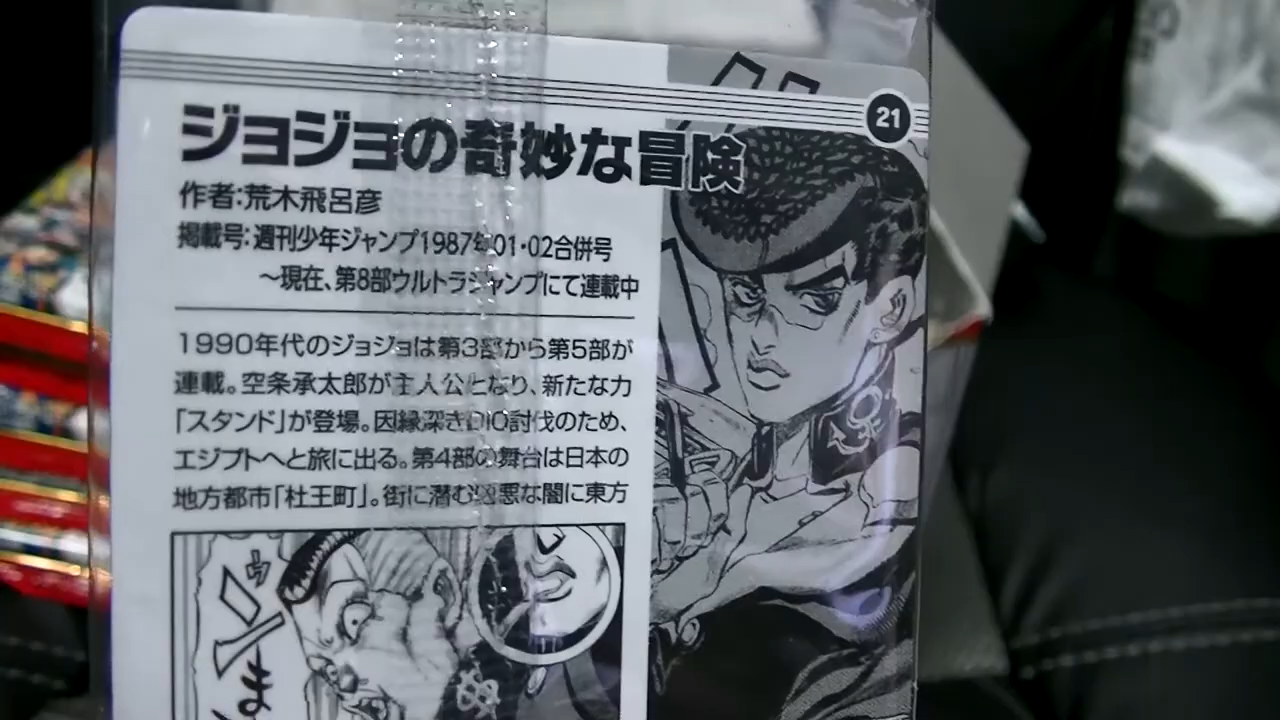 21
ジョジョの奇妙な冒険
作者:荒木飛呂彦
掲載号:週刊少年ジャンプ1987年01・02合併号
〜現在、第8部ウルトラジャンプにて連載中
1990年代のジョジョは第3部から第5部が
連載。空条承太郎が主人公となり、新たな力
「スタンド」が登場。因縁深きDIO討伐のため、
エジプトへと旅に出る。第4部の舞台は日本の
地方都市「杜王町」。街に潜む凶悪な闇に東方